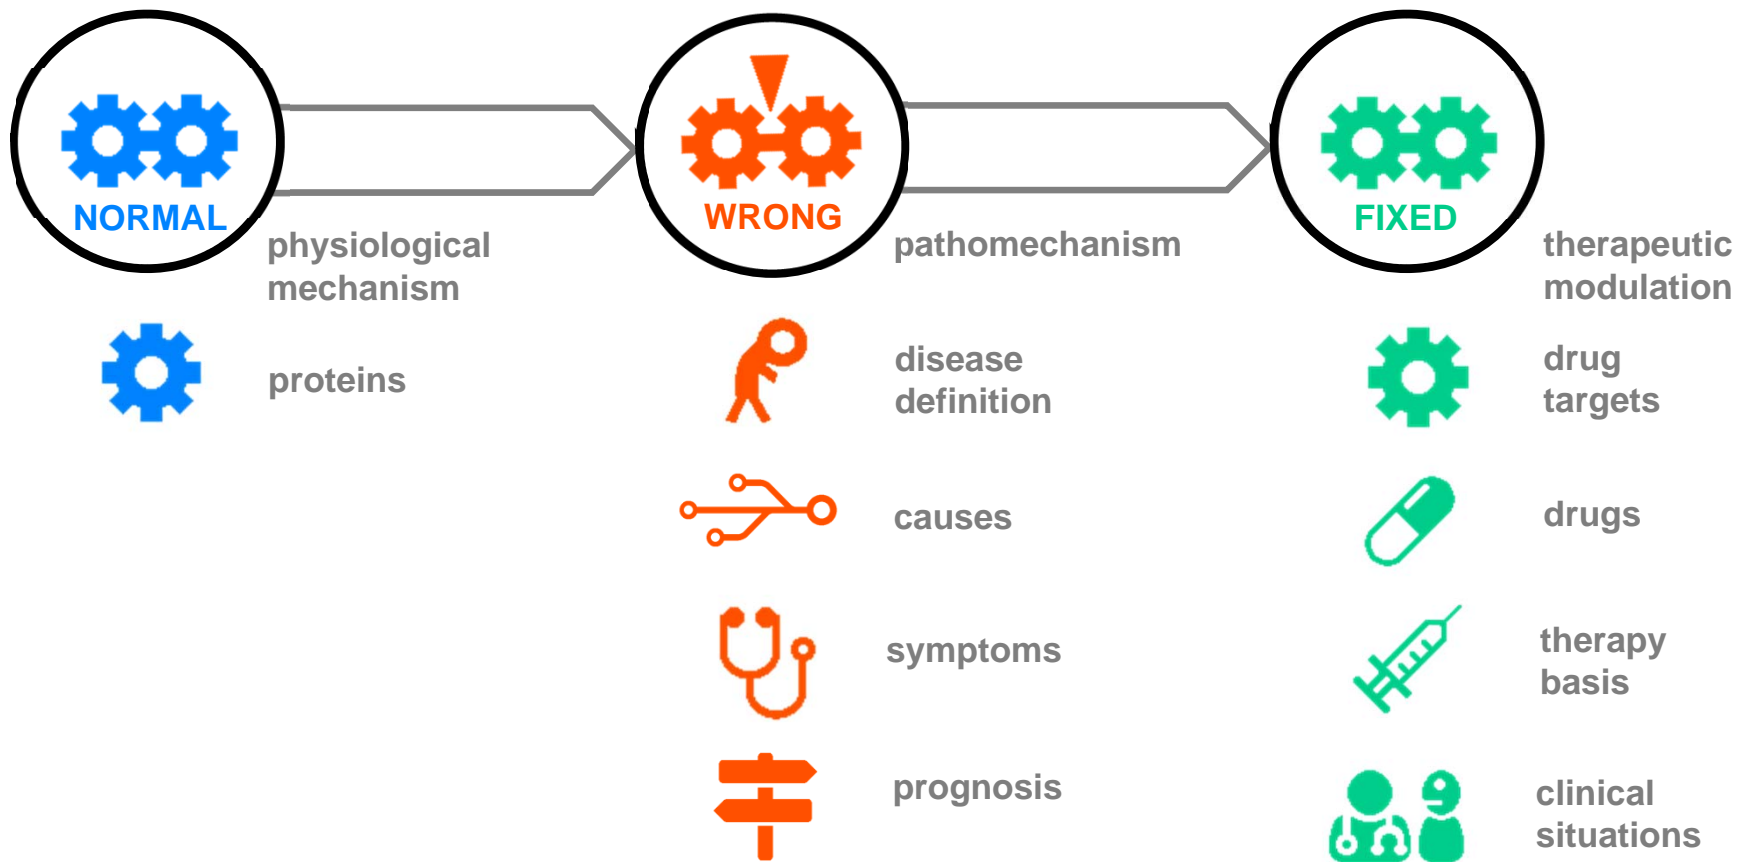 NORMAL
physiological
mechanism
proteins
WRONG
pathomechanism
disease
definition
causes
symptoms
prognosis
FIXED
therapeutic
modulation
drug
targets
drugs
therapy
basis
clinical
situations